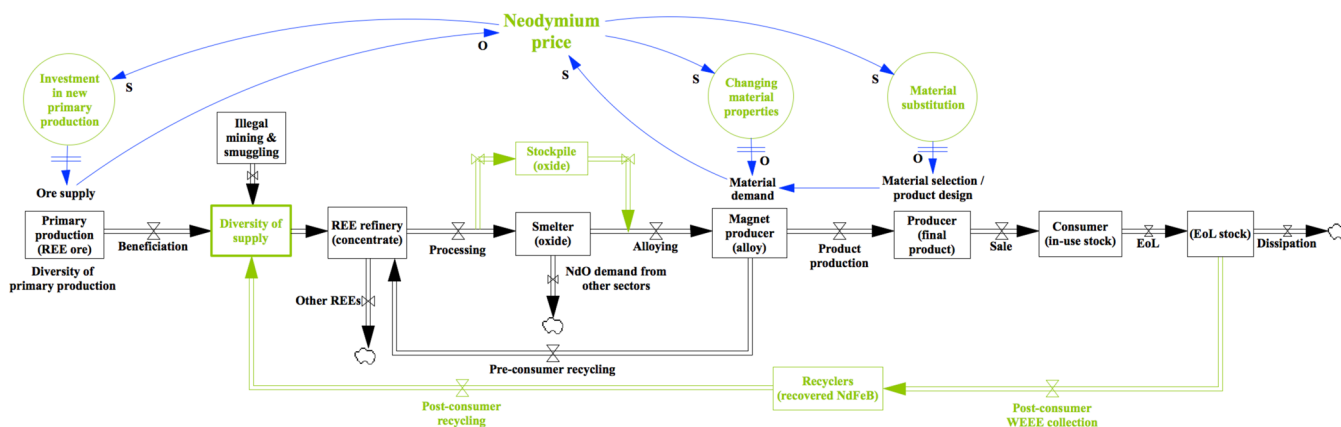 Neodymium
price
O
S
S
S
S
Investment
in new
primary
production
Changing
material
properties
Material
substitution
Illegal
mining &
smuggling
Stockpile
(oxide)
O
O
Ore supply
Material
demand
Material selection /
product design
Primary
production
(REE ore)
Beneficiation
Diversity of
supply
REE refinery
(concentrate)
Processing
Smelter
(oxide)
Alloying
Magnet
producer
(alloy)
Product
production
Producer
(final
product)
Sale
Consumer
(in-use stock)
EoL
(EoL stock)
Dissipation
Diversity of
primary production
Other REEs
NdO demand from
other sectors
Pre-consumer recycling
Recyclers
(recovered NdFeB)
Post-consumer
recycling
Post-consumer
WEEE collection